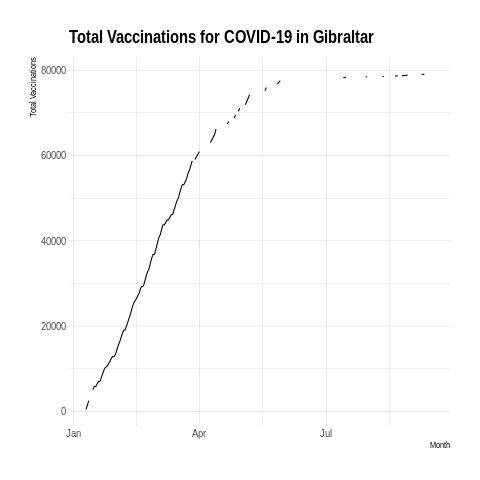 Total Vaccinations for COVID-19 in Gibraltar
Total Vaccinations
80000
60000
40000
20000
0
Jan Apr Jul
Month